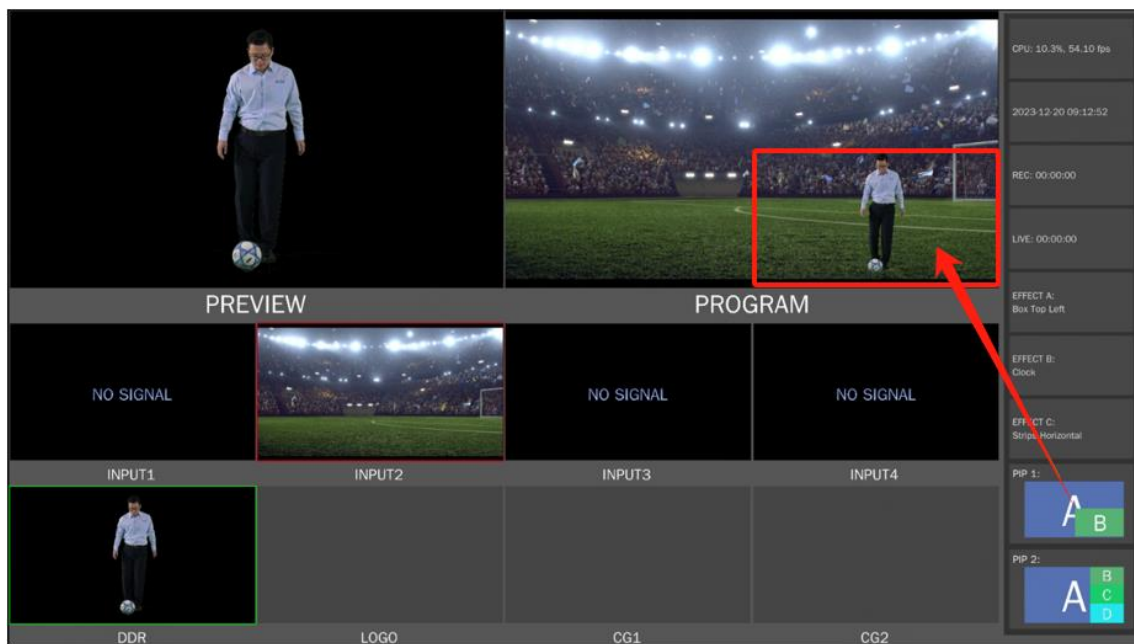 PREVIEW
PROGRAM
NO SIGNAL
NO SIGNAL
NO SIGNAL
INPUT1
INPUT2
INPUT3
INPUT4
DDR
LOGO
CG1
CG2
CPU: 10.3%, 54.10 fps
2023-12-20 09:12:52
REC: 00:00:00
LIVE: 00:00:00
EFFECT A:
Box Top Left
EFFECT B:
Clock
EFFECT C:
Strips Horizontal
PIP 1:
A
B
PIP 2:
A
B
C
D